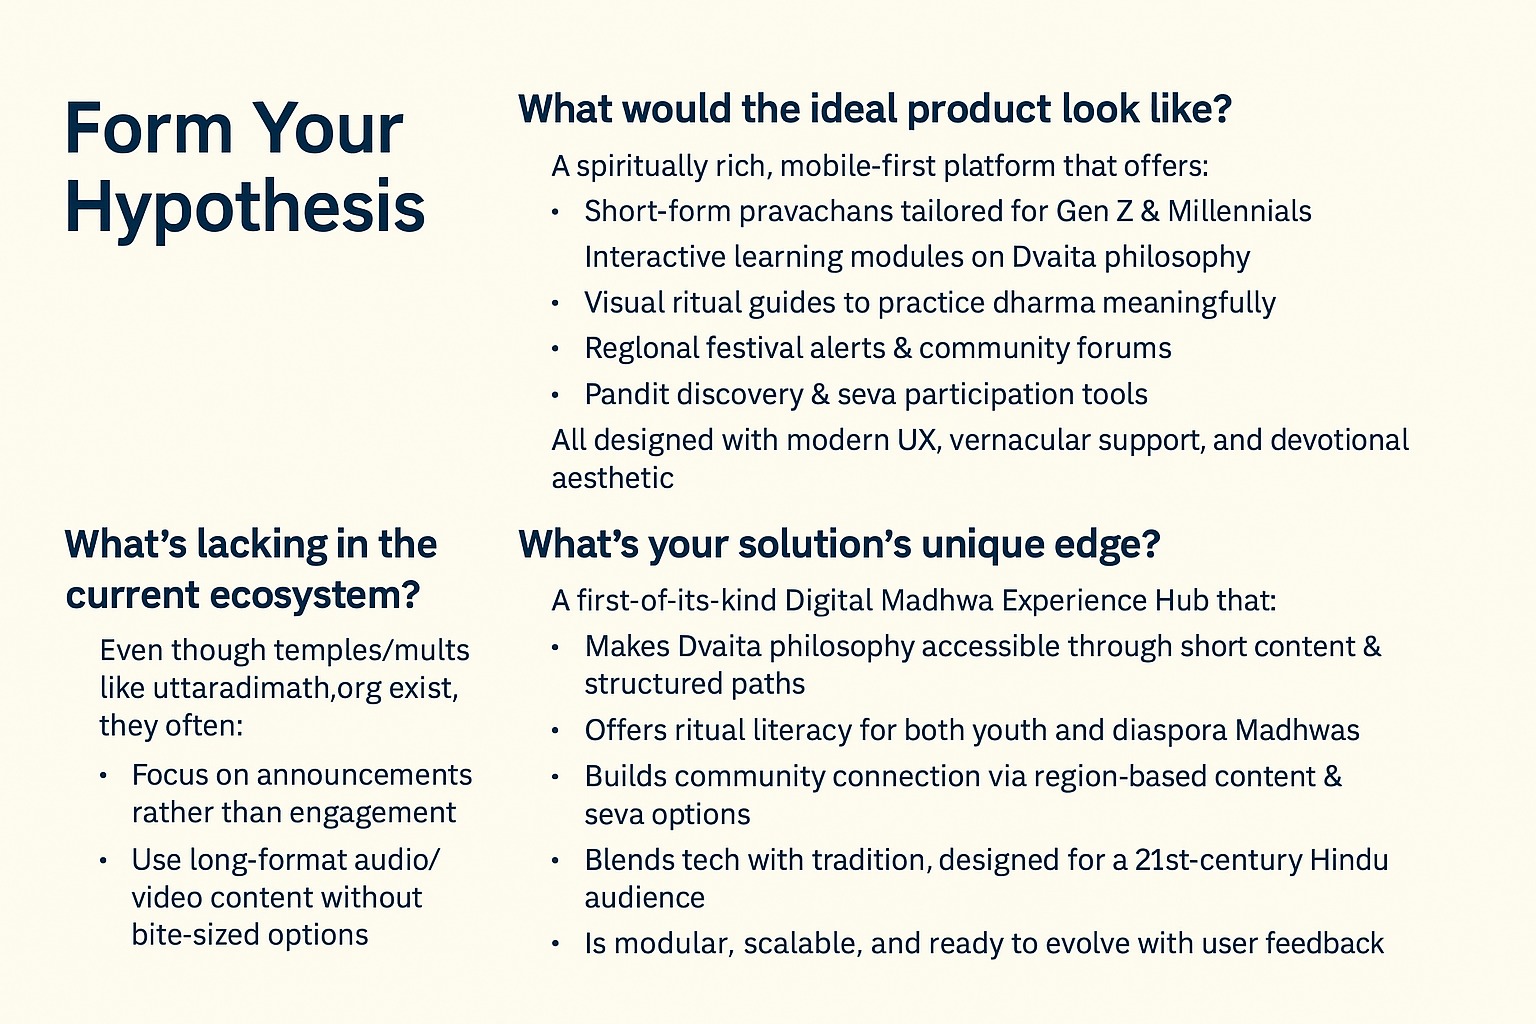 Form Your
Hypothesis
What would the ideal product look like?
A spiritually rich, mobile-first platform that offers:
• Short-form pravachans tailored for Gen Z & Millennials
Interactive learning modules on Dvaita philosophy
• Visual ritual guides to practice dharma meaningfully
• Reglonal festival alerts & community forums
• Pandit discovery & seva participation tools
All designed with modern UX, vernacular support, and devotional
aesthetic
What's lacking in the
current ecosystem?
Even though temples/mults
like uttaradimath,org exist,
they often:
• Focus on announcements
rather than engagement
• Use long-format audio/
video content without
bite-sized options
What's your solution's unique edge?
A first-of-its-kind Digital Madhwa Experience Hub that:
• Makes Dvaita philosophy accessible through short content &
structured paths
• Offers ritual literacy for both youth and diaspora Madhwas
• Builds community connection via region-based content &
seva options
• Blends tech with tradition, designed for a 21st-century Hindu
audience
• Is modular, scalable, and ready to evolve with user feedback